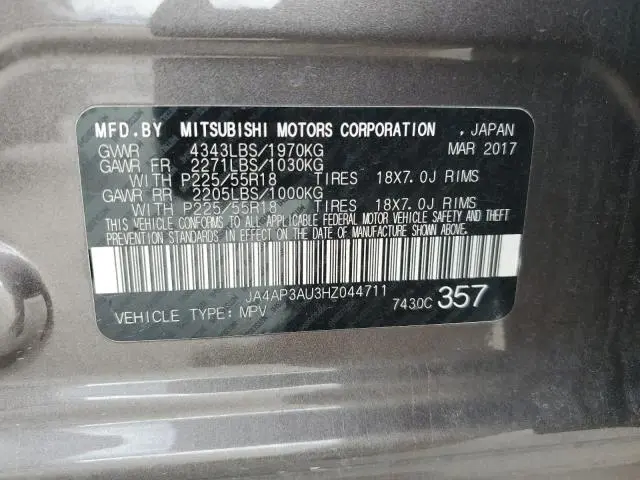 MFD.BY MITSUBISHI MOTORS CORPORATION , JAPAN
GVWR 4343LBS/1970KG MAR 2017
GAWR FR 2271LBS/1030KG
WITH P225/55R18 TIRES 18X7.0J RIMS
GAWR RR 2205LBS/1000KG
WITH P225/55R18 TIRES 18X7.0J RIMS
THIS VEHICLE CONFORMS TO ALL APPLICABLE FEDERAL MOTOR VEHICLE SAFETY AND THEFT
PREVENTION STANDARDS IN EFFECT ON THE DATE OF MANUFACTURE SHOWN ABOVE.
JA4AP3AU3HZ044711
VEHICLE TYPE: MPV 7430C 357